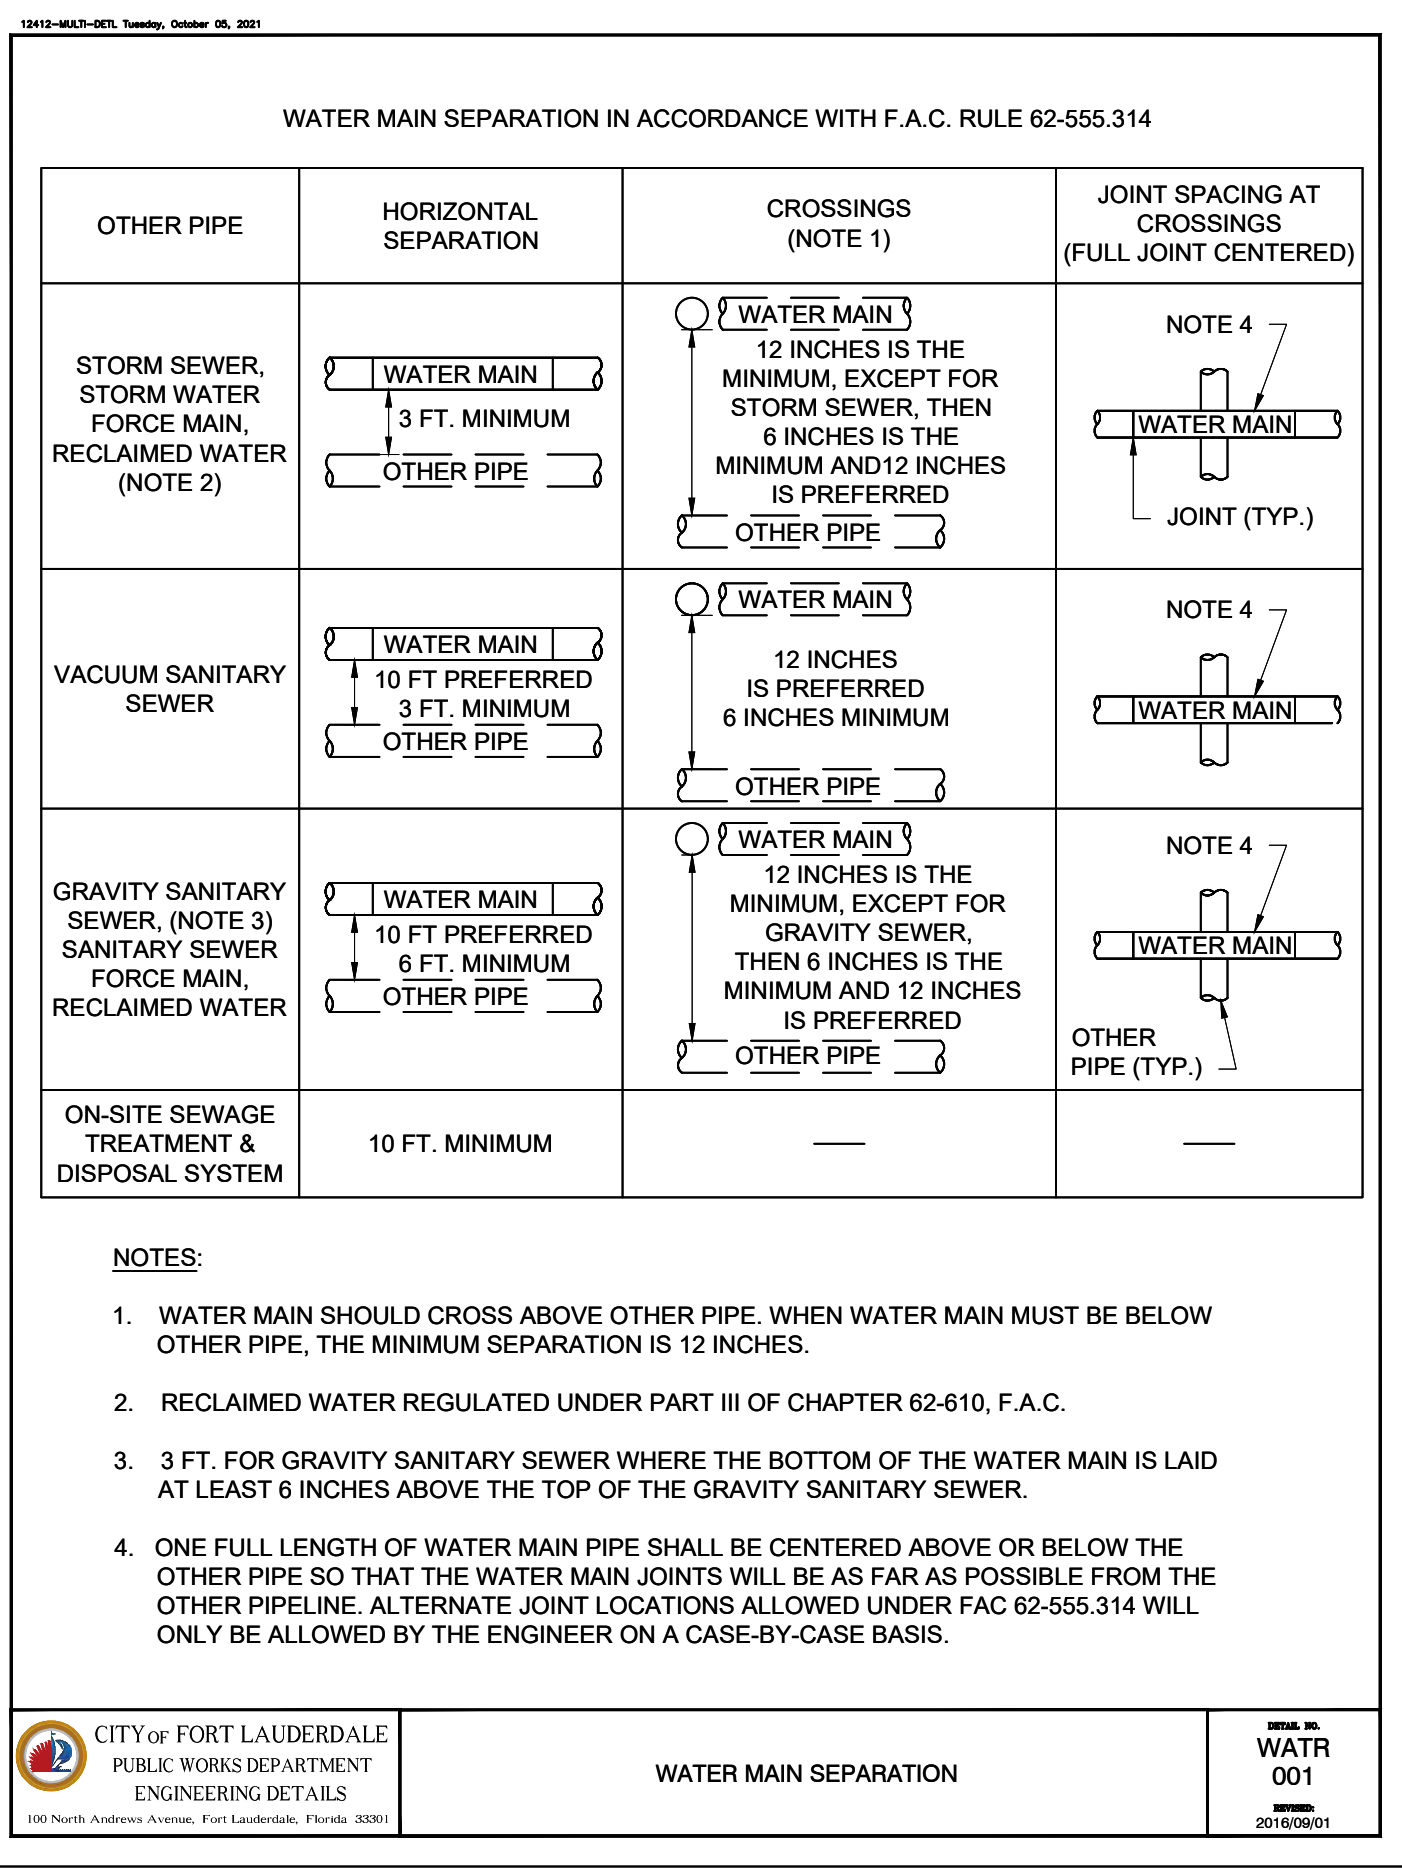 12412-MULTI-DETL Tuesday, October 05, 2021
WATER MAIN SEPARATION IN ACCORDANCE WITH F.A.C. RULE 62-555.314
OTHER PIPE
HORIZONTAL
SEPARATION
CROSSINGS
(NOTE 1)
JOINT SPACING AT
CROSSINGS
(FULL JOINT CENTERED)
STORM SEWER,
STORM WATER
FORCE MAIN,
RECLAIMED WATER
(NOTE 2)
WATER MAIN
3 FT. MINIMUM
OTHER PIPE
WATER MAIN
12 INCHES IS THE
MINIMUM, EXCEPT FOR
STORM SEWER, THEN
6 INCHES IS THE
MINIMUM AND12 INCHES
IS PREFERRED
OTHER PIPE
NOTE 4
WATER MAIN
JOINT (TYP.)
VACUUM SANITARY
SEWER
WATER MAIN
10 FT PREFERRED
3 FT. MINIMUM
OTHER PIPE
WATER MAIN
12 INCHES
IS PREFERRED
6 INCHES MINIMUM
OTHER PIPE
NOTE 4
WATER MAIN
GRAVITY SANITARY
SEWER, (NOTE 3)
SANITARY SEWER
FORCE MAIN,
RECLAIMED WATER
WATER MAIN
10 FT PREFERRED
6 FT. MINIMUM
OTHER PIPE
WATER MAIN
12 INCHES IS THE
MINIMUM, EXCEPT FOR
GRAVITY SEWER,
THEN 6 INCHES IS THE
MINIMUM AND 12 INCHES
IS PREFERRED
OTHER PIPE
NOTE 4
WATER MAIN
OTHER
PIPE (TYP.)
ON-SITE SEWAGE
TREATMENT &
DISPOSAL SYSTEM
10 FT. MINIMUM
NOTES:
1. WATER MAIN SHOULD CROSS ABOVE OTHER PIPE. WHEN WATER MAIN MUST BE BELOW
OTHER PIPE, THE MINIMUM SEPARATION IS 12 INCHES.
2. RECLAIMED WATER REGULATED UNDER PART III OF CHAPTER 62-610, F.A.C.
3. 3 FT. FOR GRAVITY SANITARY SEWER WHERE THE BOTTOM OF THE WATER MAIN IS LAID
AT LEAST 6 INCHES ABOVE THE TOP OF THE GRAVITY SANITARY SEWER.
4. ONE FULL LENGTH OF WATER MAIN PIPE SHALL BE CENTERED ABOVE OR BELOW THE
OTHER PIPE SO THAT THE WATER MAIN JOINTS WILL BE AS FAR AS POSSIBLE FROM THE
OTHER PIPELINE. ALTERNATE JOINT LOCATIONS ALLOWED UNDER FAC 62-555.314 WILL
ONLY BE ALLOWED BY THE ENGINEER ON A CASE-BY-CASE BASIS.
CITY OF FORT LAUDERDALE
PUBLIC WORKS DEPARTMENT
ENGINEERING DETAILS
100 North Andrews Avenue, Fort Lauderdale, Florida 33301
WATER MAIN SEPARATION
DETAIL NO.
WATR
001
REVISED:
2016/09/01